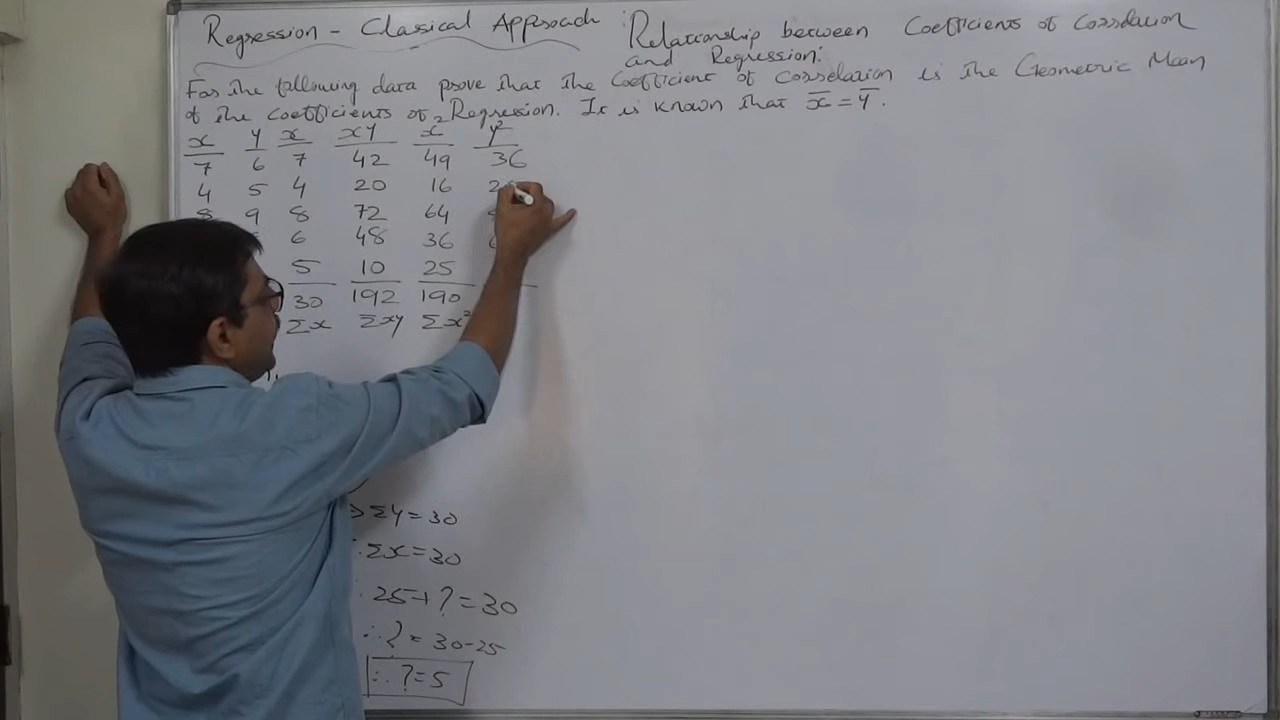 Regression - Classical Approach : Relationship between Coefficients of Correlation
and Regression:
For the following data prove that the Coefficient of Correlation is the Geometric Mean
of the coefficients of Regression. It is known that x̄ = ȳ.
x y x xy x² y²
7 6 7 42 49 36
4 5 4 20 16
8 9 8 72 64
6 48 36
5 10 25
30 192 190
Σx Σxy Σx²
Σy = 30
Σx = 30
25 + ? = 30
∴ ? = 30-25
∴ ? = 5